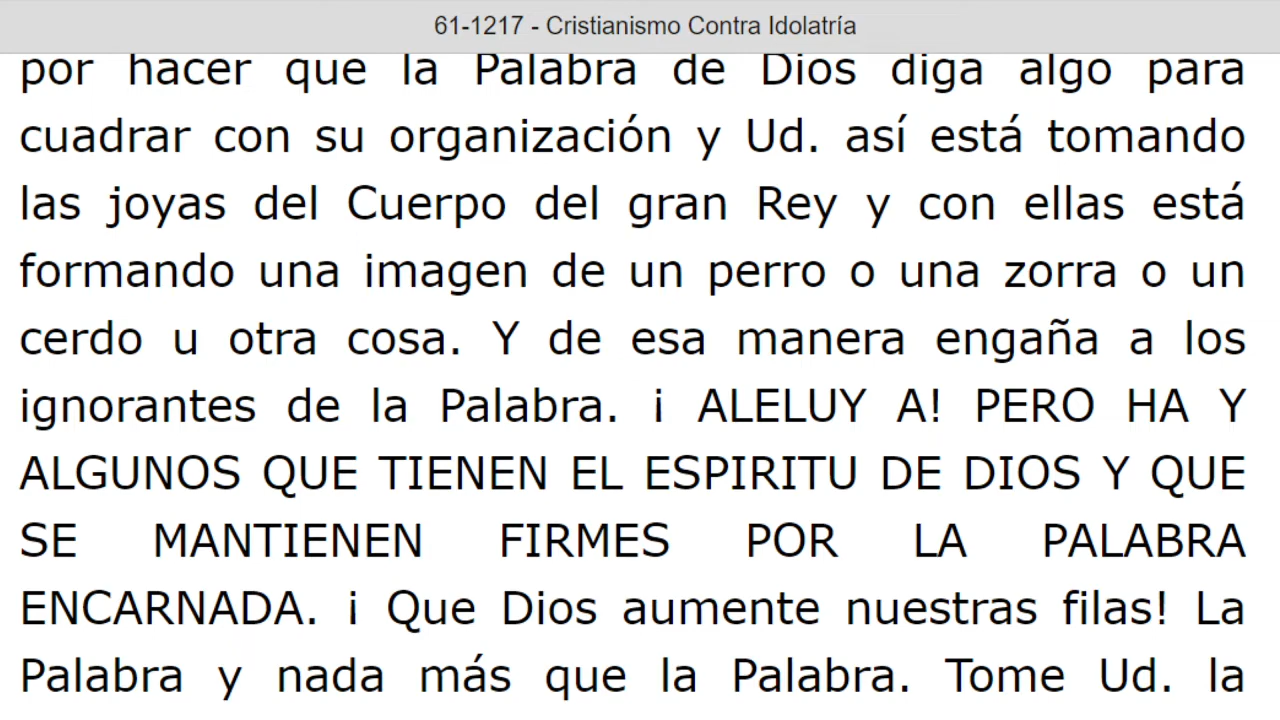 61-1217 - Cristianismo Contra Idolatría
por hacer que la Palabra de Dios diga algo para
cuadrar con su organización y Ud. así está tomando
las joyas del Cuerpo del gran Rey y con ellas está
formando una imagen de un perro o una zorra o un
cerdo u otra cosa. Y de esa manera engaña a los
ignorantes de la Palabra. ¡ ALELUY A! PERO HA Y
ALGUNOS QUE TIENEN EL ESPIRITU DE DIOS Y QUE
SE MANTIENEN FIRMES POR LA PALABRA
ENCARNADA. ¡ Que Dios aumente nuestras filas! La
Palabra y nada más que la Palabra. Tome Ud. la